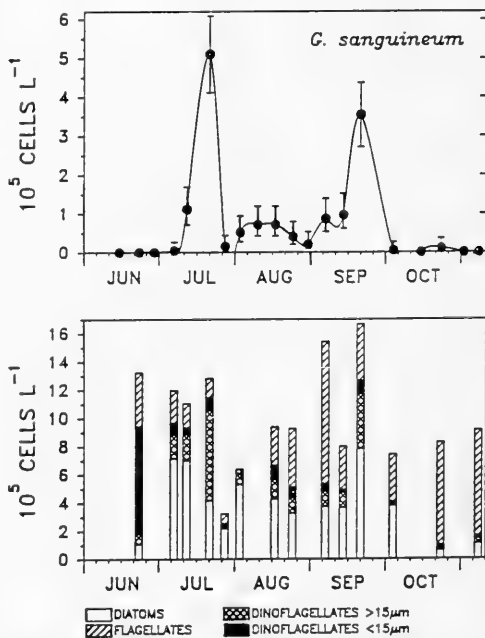 G. sanguineum
10⁵ CELLS L⁻¹
6
5
4
3
2
1
0
JUN JUL AUG SEP OCT
10⁵ CELLS L⁻¹
16
14
12
10
8
6
4
2
0
JUN JUL AUG SEP OCT
DIATOMS DINOFLAGELLATES >15μm
FLAGELLATES DINOFLAGELLATES <15μm